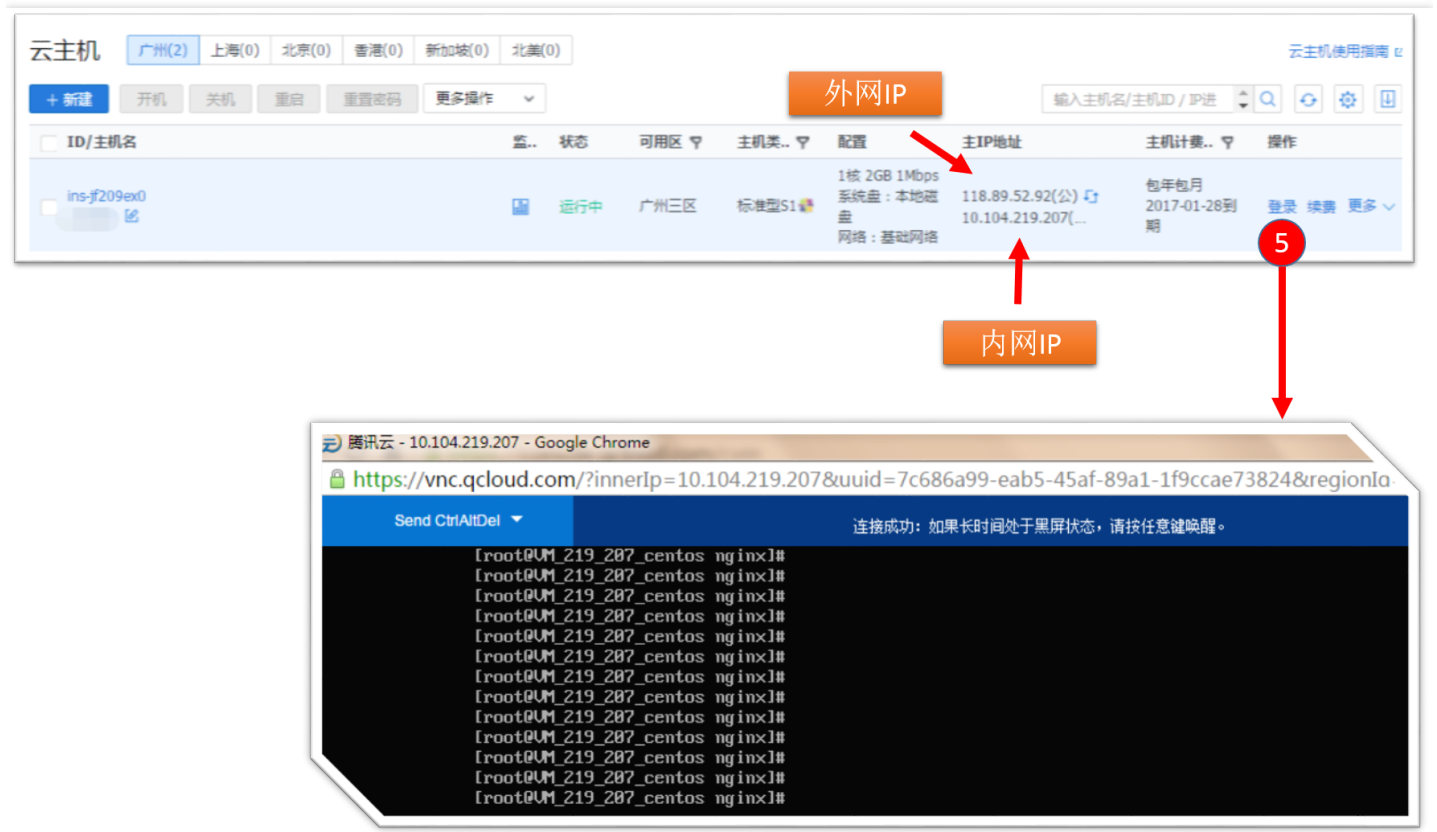 云主机 广州(2) 上海(0) 北京(0) 香港(0) 新加坡(0) 北美(0) 云主机使用指南
+ 新建 开机 关机 重启 重置密码 更多操作 外网IP 输入主机名/主机ID / IP进
ID/主机名 监.. 状态 可用区 主机类.. 配置 主IP地址 主机计费.. 操作
ins-jf209ex0 运行中 广州三区 标准型S1 1核 2GB 1Mbps 118.89.52.92(公) 包年包月 登录 续费 更多
系统盘：本地磁 10.104.219.207(... 2017-01-28到
盘 期
网络：基础网络
5
内网IP
腾讯云 - 10.104.219.207 - Google Chrome
https://vnc.qcloud.com/?innerIp=10.104.219.207&uuid=7c686a99-eab5-45af-89a1-1f9ccae73824&regionId
Send CtrlAltDel 连接成功：如果长时间处于黑屏状态，请按任意键唤醒。
[root@VM_219_207_centos nginx]#
[root@VM_219_207_centos nginx]#
[root@VM_219_207_centos nginx]#
[root@VM_219_207_centos nginx]#
[root@VM_219_207_centos nginx]#
[root@VM_219_207_centos nginx]#
[root@VM_219_207_centos nginx]#
[root@VM_219_207_centos nginx]#
[root@VM_219_207_centos nginx]#
[root@VM_219_207_centos nginx]#
[root@VM_219_207_centos nginx]#
[root@VM_219_207_centos nginx]#
[root@VM_219_207_centos nginx]#